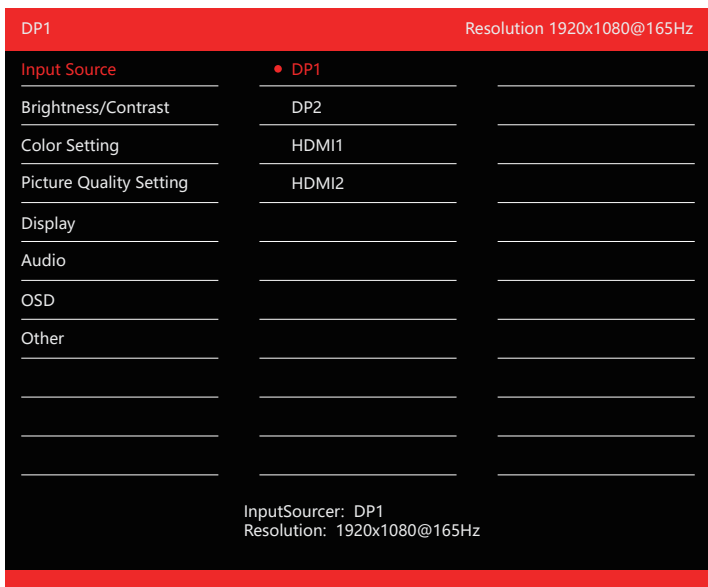 DP1 Resolution 1920x1080@165Hz
Input Source DP1
Brightness/Contrast DP2
Color Setting HDMI1
Picture Quality Setting HDMI2
Display
Audio
OSD
Other
InputSourcer: DP1
Resolution: 1920x1080@165Hz